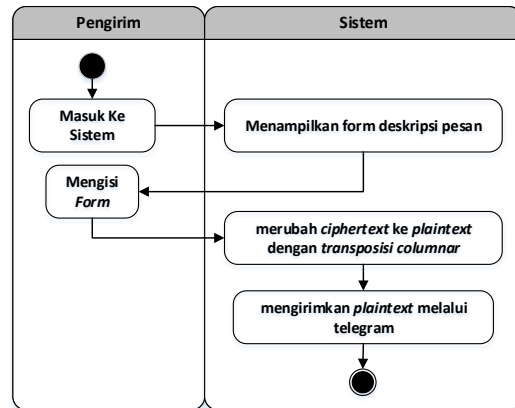 Pengirim
Sistem
Masuk Ke
Sistem
Menampilkan form deskripsi pesan
Mengisi
Form
merubah ciphertext ke plaintext
dengan transposisi columnar
mengirimkan plaintext melalui
telegram